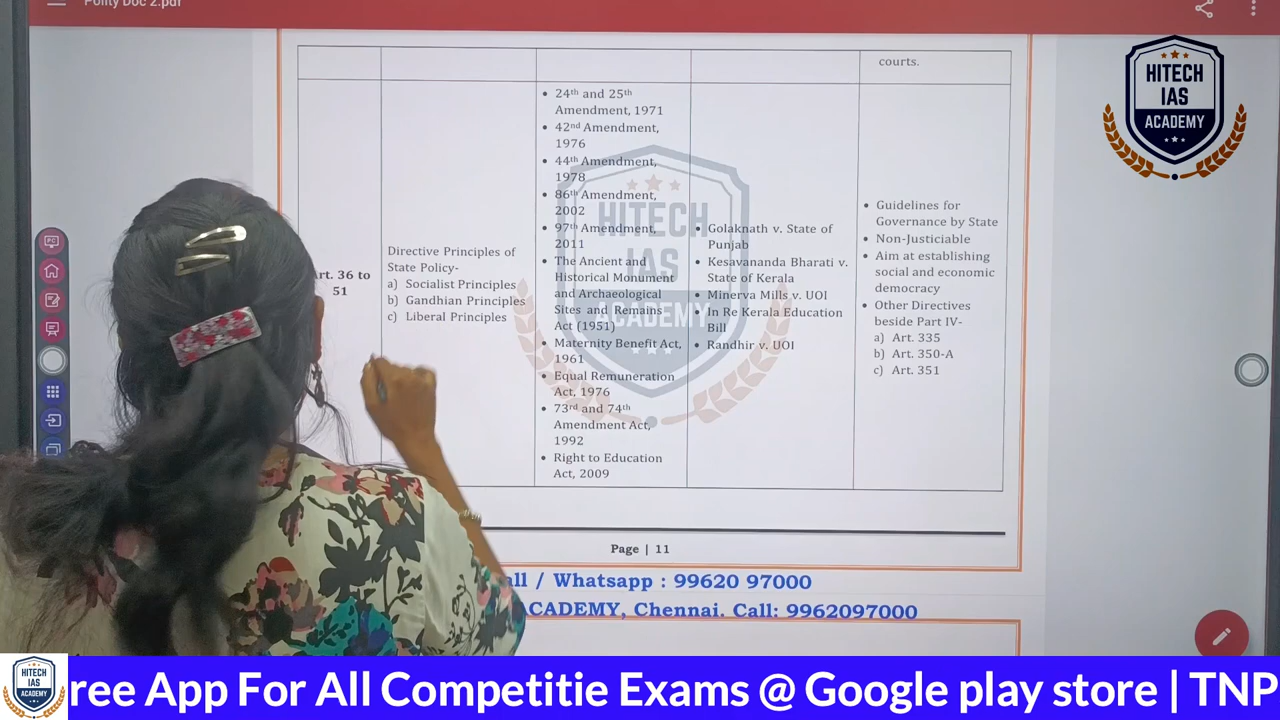 Polity Doc 2.pdf
courts.
HITECH
IAS
ACADEMY
Art. 36 to
51
Directive Principles of
State Policy-
a) Socialist Principles
b) Gandhian Principles
c) Liberal Principles
• 24th and 25th
Amendment, 1971
• 42nd Amendment,
1976
• 44th Amendment,
1978
• 86th Amendment,
2002
• 97th Amendment,
2011
• The Ancient and
Historical Monument
and Archaeological
Sites and Remains
Act (1951)
• Maternity Benefit Act,
1961
• Equal Remuneration
Act, 1976
• 73rd and 74th
Amendment Act,
1992
• Right to Education
Act, 2009
• Golaknath v. State of
Punjab
• Kesavananda Bharati v.
State of Kerala
• Minerva Mills v. UOI
• In Re Kerala Education
Bill
• Randhir v. UOI
• Guidelines for
Governance by State
• Non-Justiciable
• Aim at establishing
social and economic
democracy
• Other Directives
beside Part IV-
a) Art. 335
b) Art. 350-A
c) Art. 351
HITECH
IAS
ACADEMY
PC
Page | 11
all / Whatsapp : 99620 97000
ACADEMY, Chennai. Call: 9962097000
HITECH
IAS
ACADEMY
ree App For All Competitie Exams @ Google play store | TNP